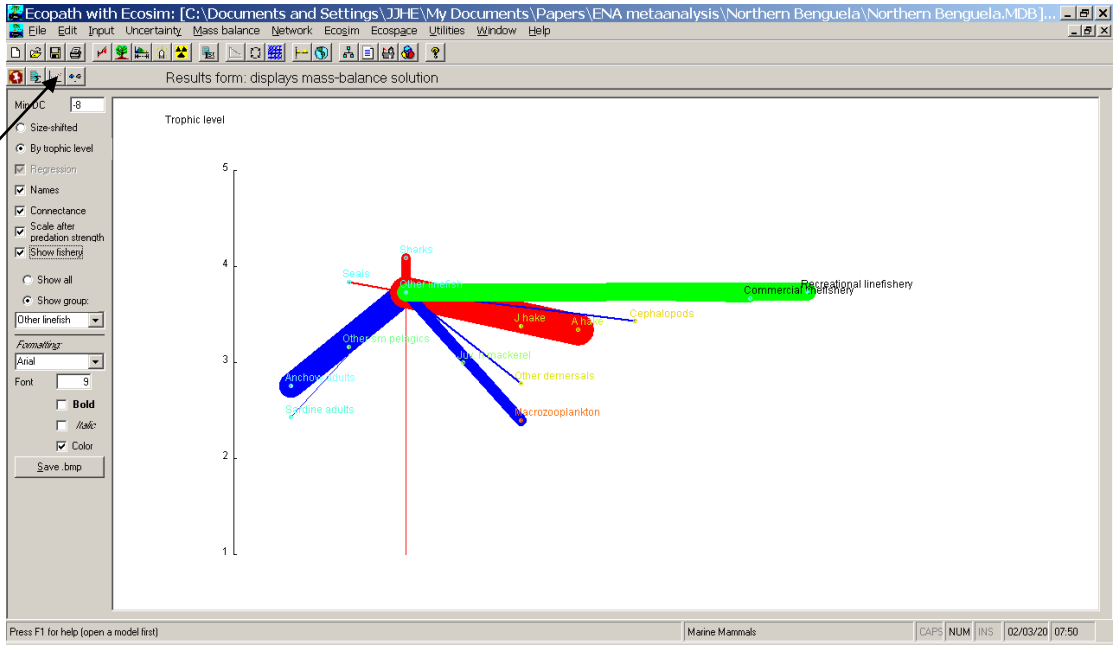 Ecopath with Ecosim: [C:\Documents and Settings\JJHE\My Documents\Papers\ENA metaanalysis\Northern Benguela\Northern Benguela.MDB]...
File Edit Input Uncertainty Mass balance Network Ecosim Ecospace Utilities Window Help
Results form: displays mass-balance solution
Min DC -8
Size-shifted
By trophic level
Regression
Names
Connectance
Scale after
predation strength
Show fishery
Show all
Show group:
Other linefish
Formatting:
Arial
Font 9
Bold
Italic
Color
Save .bmp
Trophic level
5
4
3
2
1
Sharks
Seals
Other linefish
Recreational linefishery
Commercial linefishery
Cephalopods
J hake
A hake
Other sm pelagics
mackerel
Anchovy adults
Other demersals
Sardine adults
Macrozooplankton
Press F1 for help (open a model first)
Marine Mammals
CAPS NUM INS 02/03/20 07:50